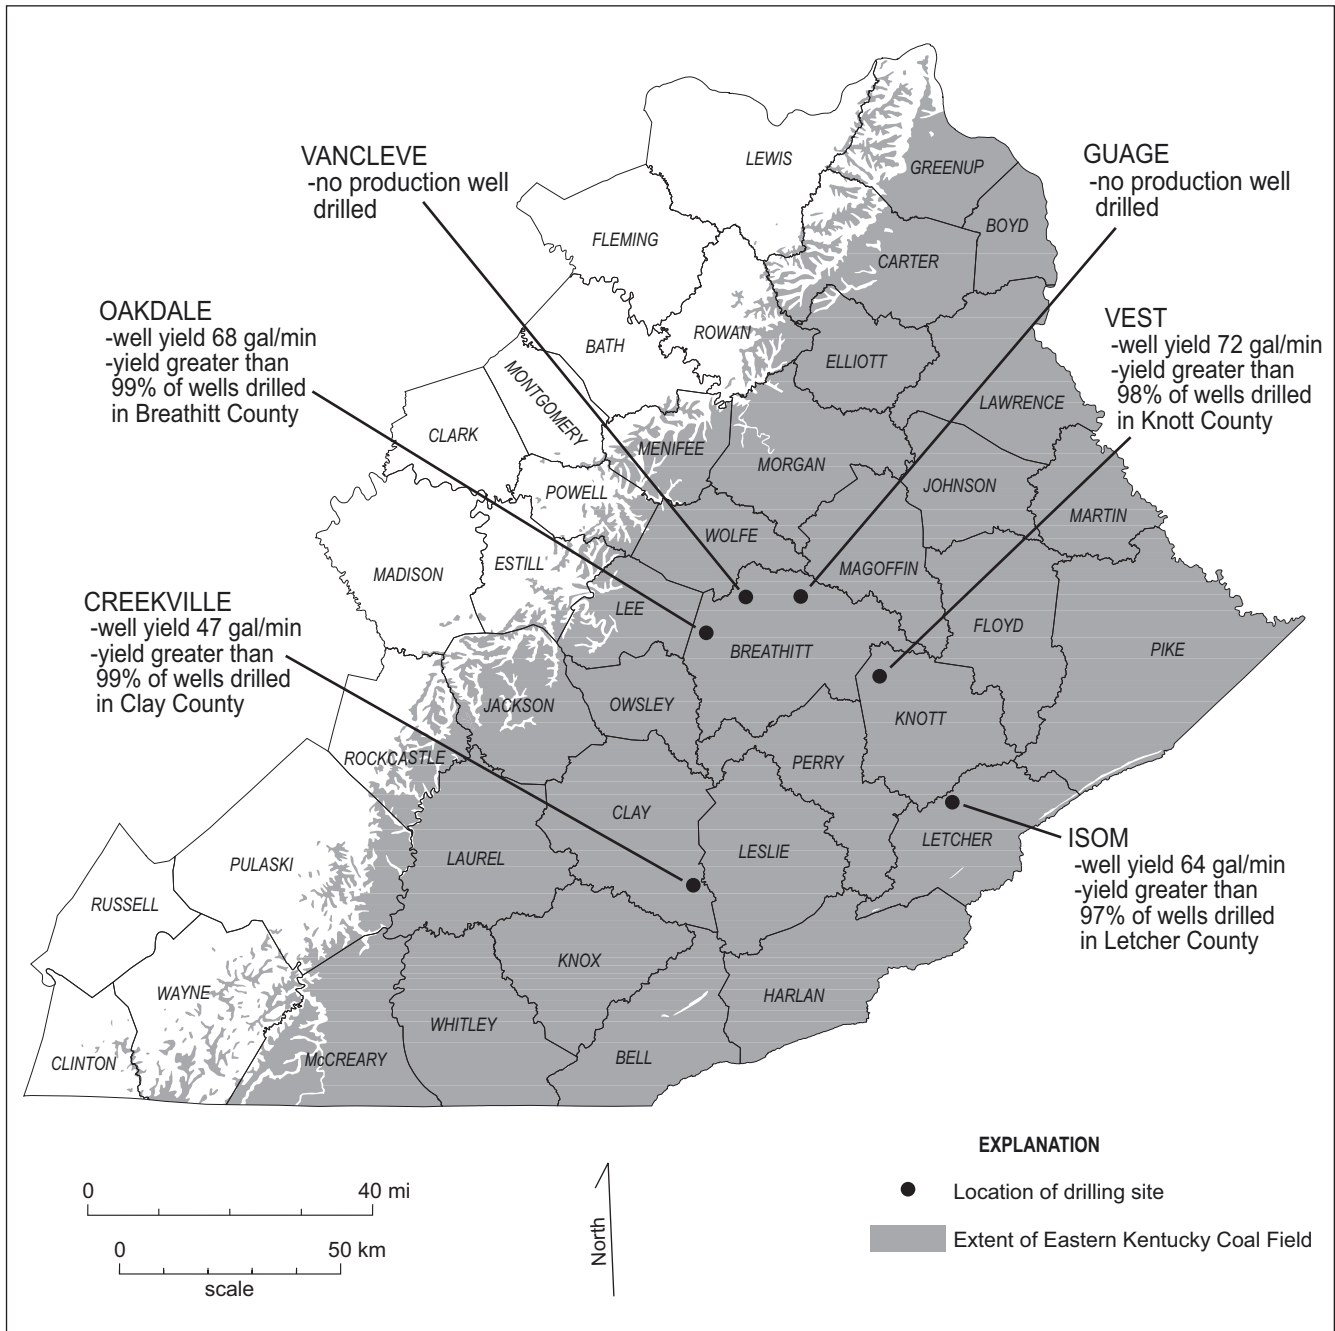 LEWIS
GREENUP
VANCLEVE
-no production well
drilled
GUAGE
-no production well
drilled
FLEMING
BOYD
CARTER
OAKDALE
-well yield 68 gal/min
-yield greater than
99% of wells drilled
in Breathitt County
VEST
-well yield 72 gal/min
-yield greater than
98% of wells drilled
in Knott County
ROWAN
BATH
ELLIOTT
MONTGOMERY
LAWRENCE
CLARK
MENIFEE
MORGAN
JOHNSON
POWELL
MARTIN
WOLFE
ESTILL
MAGOFFIN
MADISON
CREEKVILLE
-well yield 47 gal/min
-yield greater than
99% of wells drilled
in Clay County
LEE
FLOYD
BREATHITT
PIKE
JACKSON
OWSLEY
KNOTT
ROCKCASTLE
PERRY
CLAY
LETCHER
ISOM
-well yield 64 gal/min
-yield greater than
97% of wells drilled
in Letcher County
LESLIE
LAUREL
PULASKI
RUSSELL
KNOX
WAYNE
HARLAN
WHITLEY
BELL
McCREARY
CLINTON
EXPLANATION
Location of drilling site
Extent of Eastern Kentucky Coal Field
0 40 mi
0 50 km
scale
North